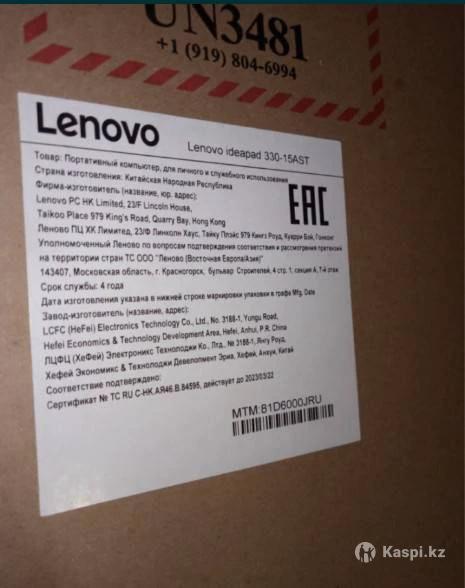 UN3481
+1 (919) 804-6994
Lenovo
Lenovo ideapad 330-15AST
Товар: Портативный компьютер, для личного и служебного использования
Страна изготовления: Китайская Народная Республика
Фирма-изготовитель (название, юр. адрес):
Lenovo PC HK Limited, 23/F Lincoln House,
Taikoo Place 979 King's Road, Quarry Bay, Hong Kong
Леново ПЦ ХК Лимитед, 23/Ф Линколн Хаус, Тайку Плэйс 979 Кингз Роуд, Куорри Бэй, Гонконг
Уполномоченный Леново по вопросам подтверждения соответствия и рассмотрения претензий
на территории стран ТС ООО "Леново (Восточная Европа/Азия)"
143407, Московская область, г. Красногорск, бульвар Строителей, 4 стр. 1, секция А, 7-й этаж
Срок службы: 4 года
Дата изготовления указана в нижней строке маркировки упаковки в графе Mfg. Date
Завод-изготовитель (название, адрес):
LCFC (HeFei) Electronics Technology Co., Ltd., No. 3188-1, Yungu Road,
Hefei Economics & Technology Development Area, Hefei, Anhui, P.R. China
ЛЦФЦ (ХеФей) Электроникс Технолоджи Ко., Лтд., № 3188-1, Янгу Роуд,
Хефей Экономикс & Технолоджи Девелопмент Эриа, Хефей, Анхуи, Китай
Соответствие подтверждено:
Сертификат № ТС RU C-HK.АЯ46.В.84595, действует до 2023/03/22
EAC
MTM:81D6000JRU
Kaspi.kz